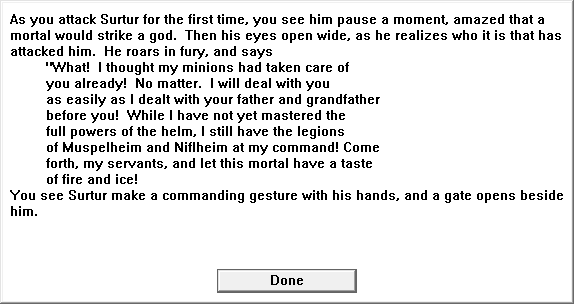 As you attack Surtur for the first time, you see him pause a moment, amazed that a
mortal would strike a god.  Then his eyes open wide, as he realizes who it is that has
attacked him.  He roars in fury, and says
"What!  I thought my minions had taken care of
you already!  No matter.  I will deal with you
as easily as I dealt with your father and grandfather
before you!  While I have not yet mastered the
full powers of the helm, I still have the legions
of Muspelheim and Niflheim at my command! Come
forth, my servants, and let this mortal have a taste
of fire and ice!
You see Surtur make a commanding gesture with his hands, and a gate opens beside
him.
Done